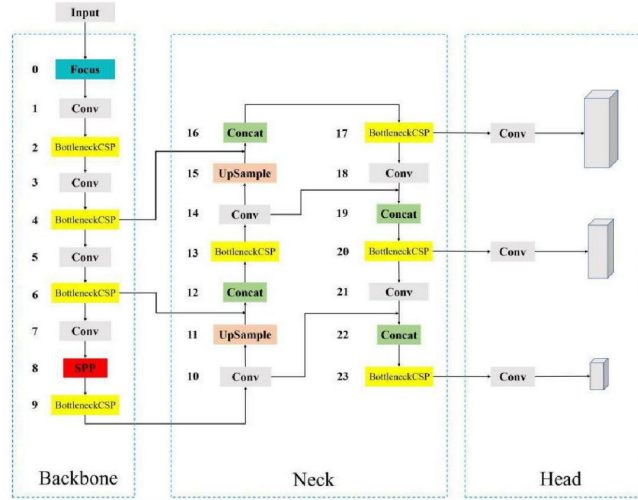 Input
0 Focus
1 Conv
2 BottleneckCSP
3 Conv
4 BottleneckCSP
5 Conv
6 BottleneckCSP
7 Conv
8 SPP
9 BottleneckCSP
Backbone
16 Concat
15 UpSample
14 Conv
13 BottleneckCSP
12 Concat
11 UpSample
10 Conv
17 BottleneckCSP
18 Conv
19 Concat
20 BottleneckCSP
21 Conv
22 Concat
23 BottleneckCSP
Neck
Conv
Conv
Conv
Head